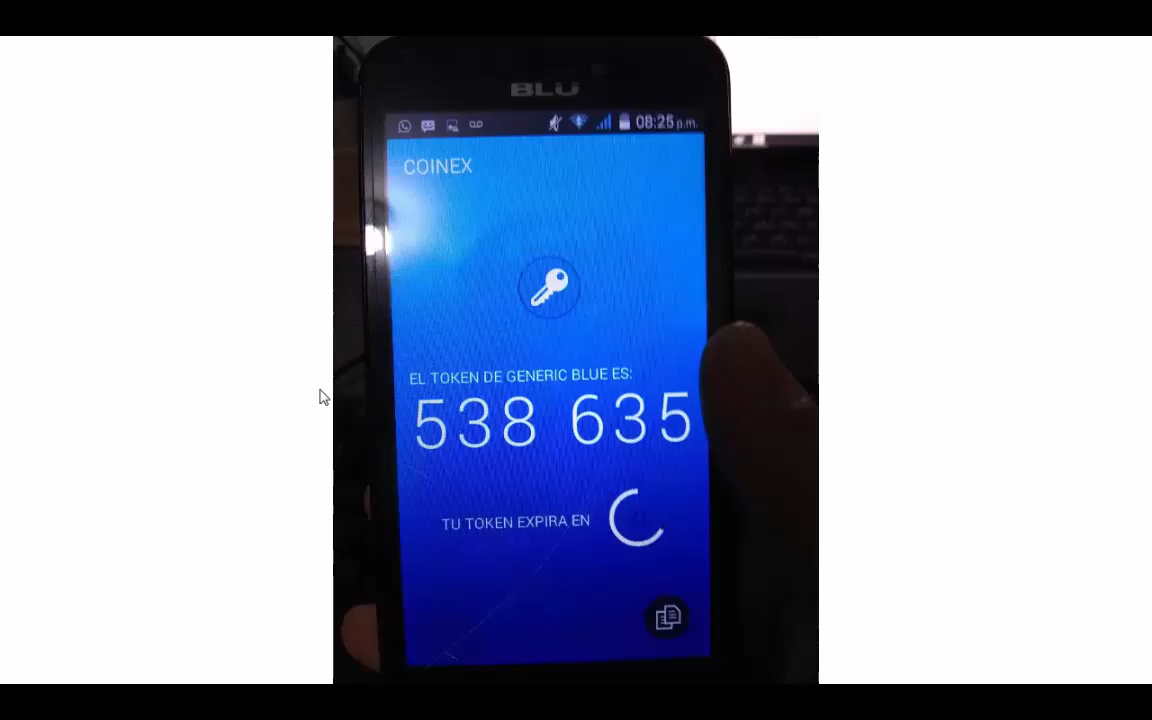 BLU
08:25 p.m.
COINEX
EL TOKEN DE GENERIC BLUE ES:
538 635
TU TOKEN EXPIRA EN